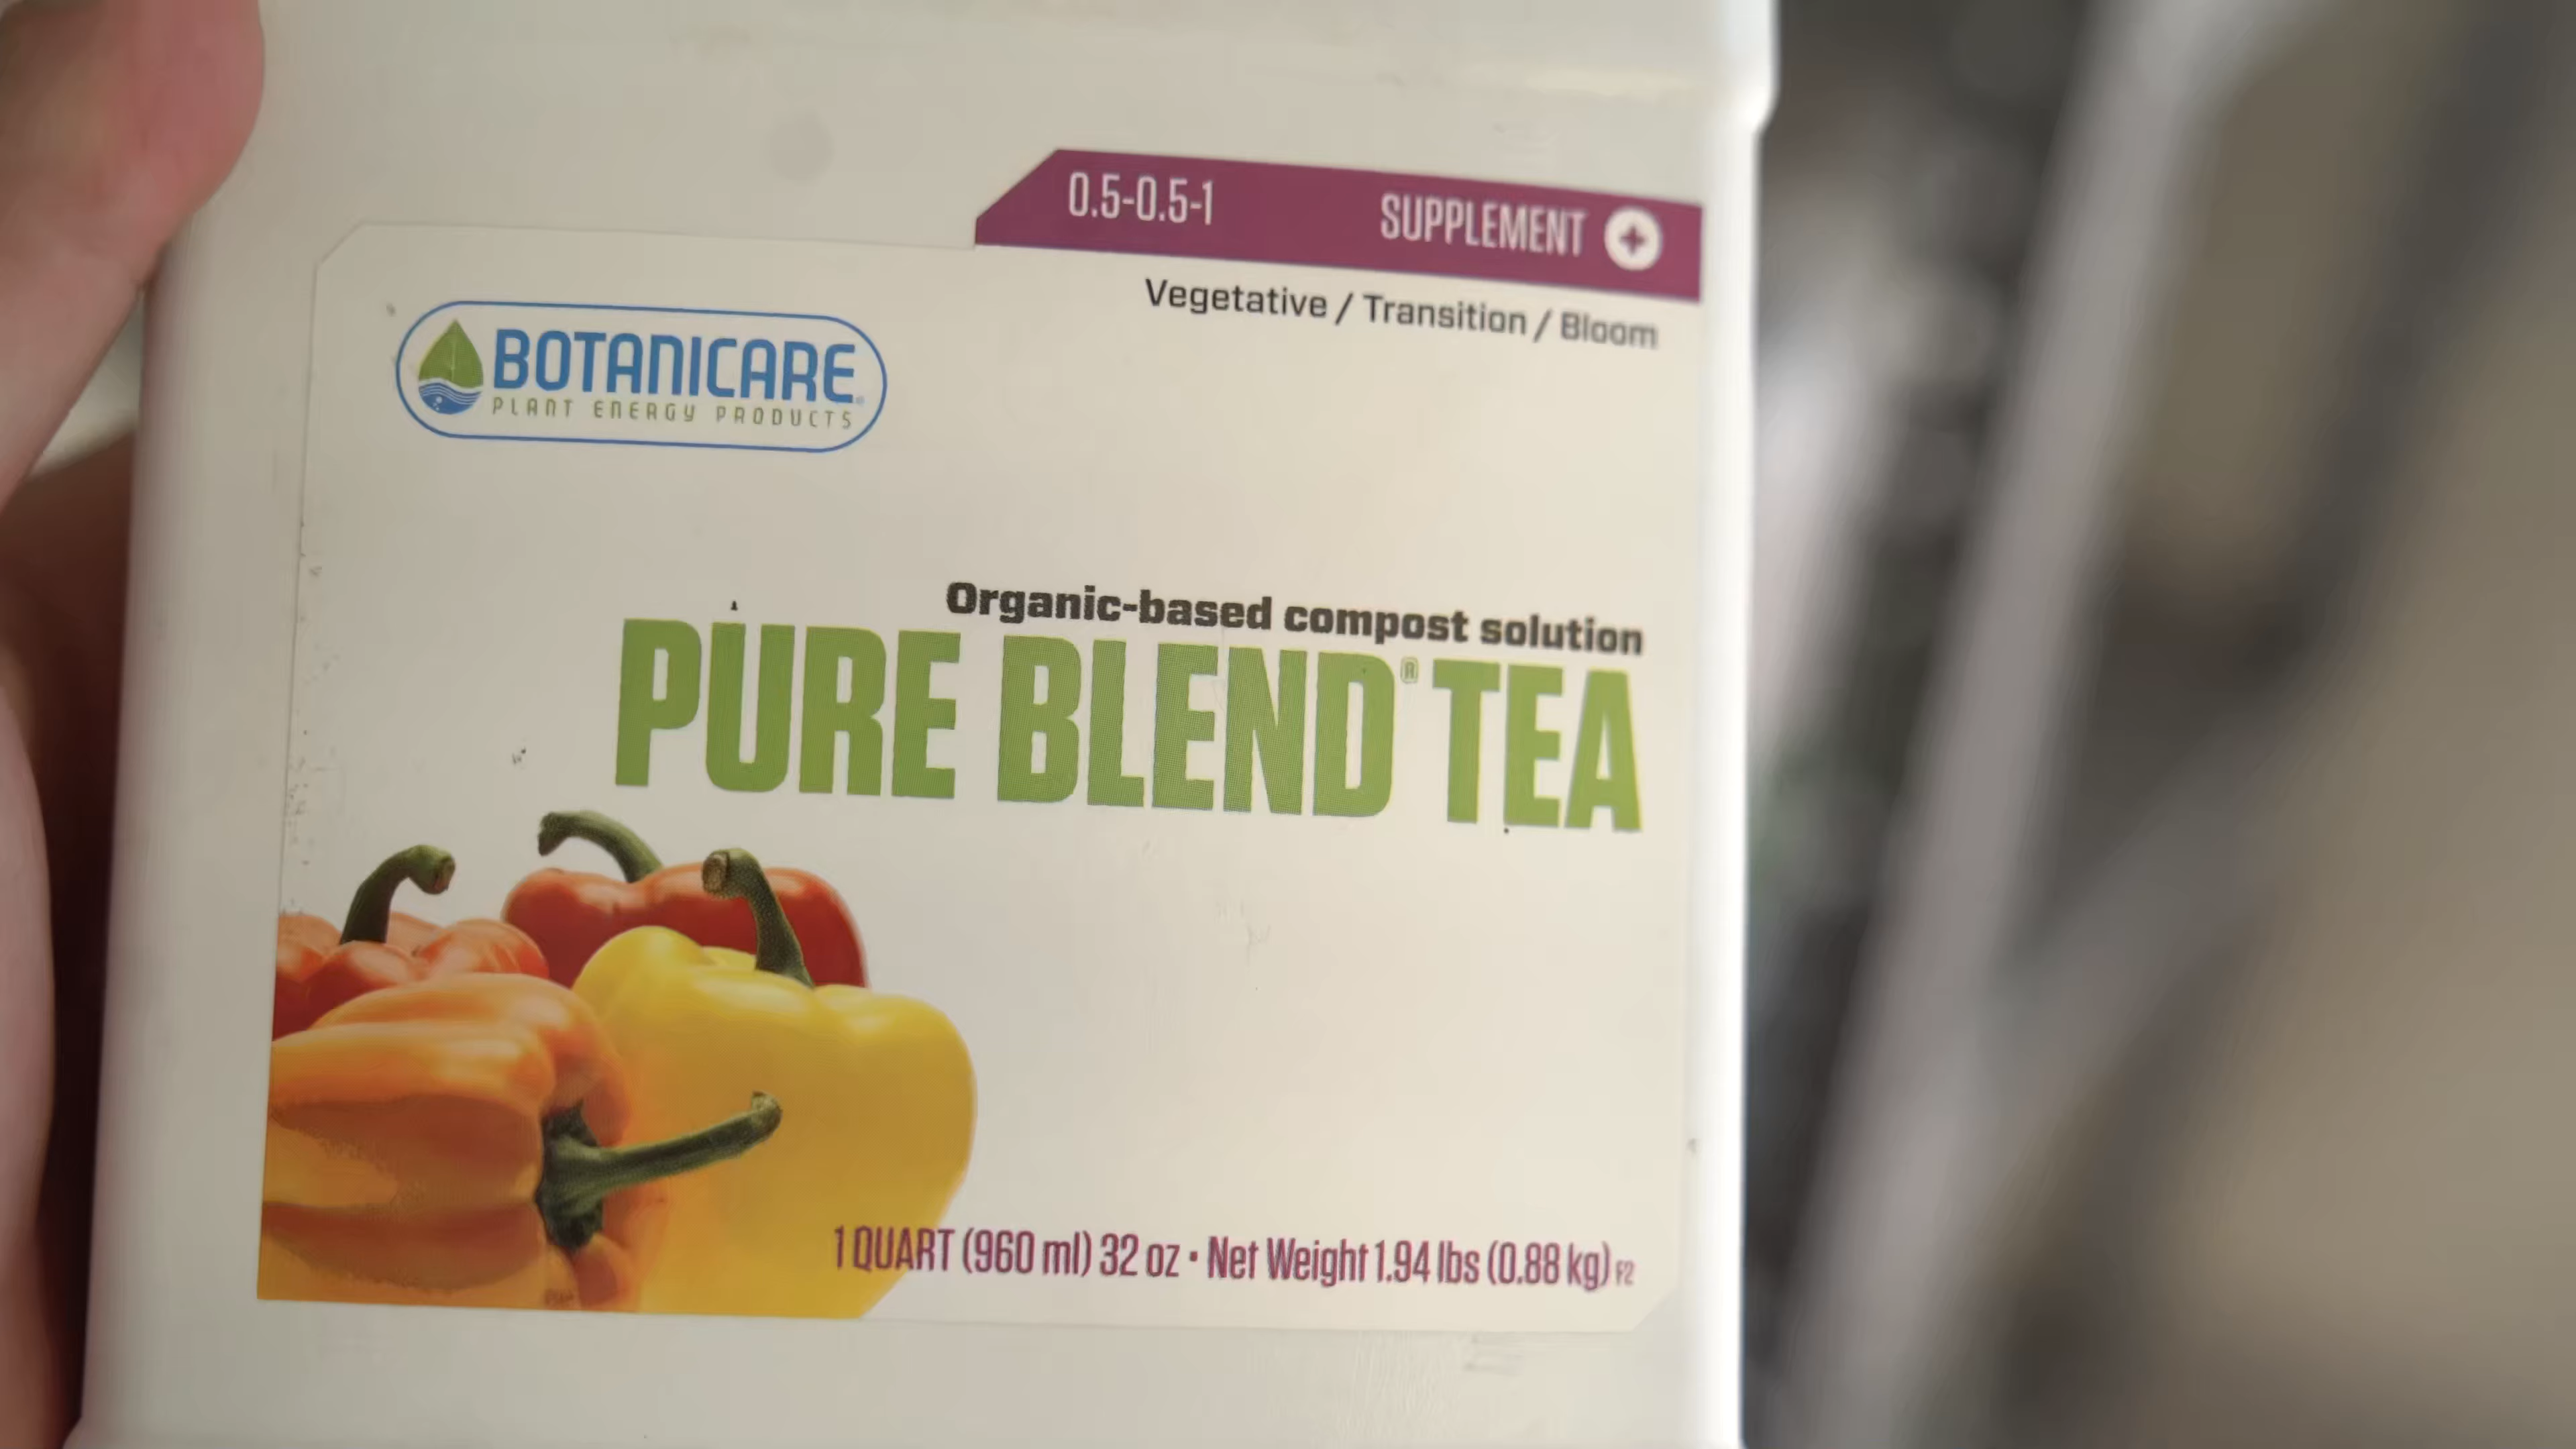 0.5-0.5-1 SUPPLEMENT
Vegetative / Transition / Bloom
BOTANICARE
PLANT ENERGY PRODUCTS
Organic-based compost solution
PURE BLEND® TEA
1 QUART (960 ml) 32 oz • Net Weight 1.94 lbs (0.88 kg) F2